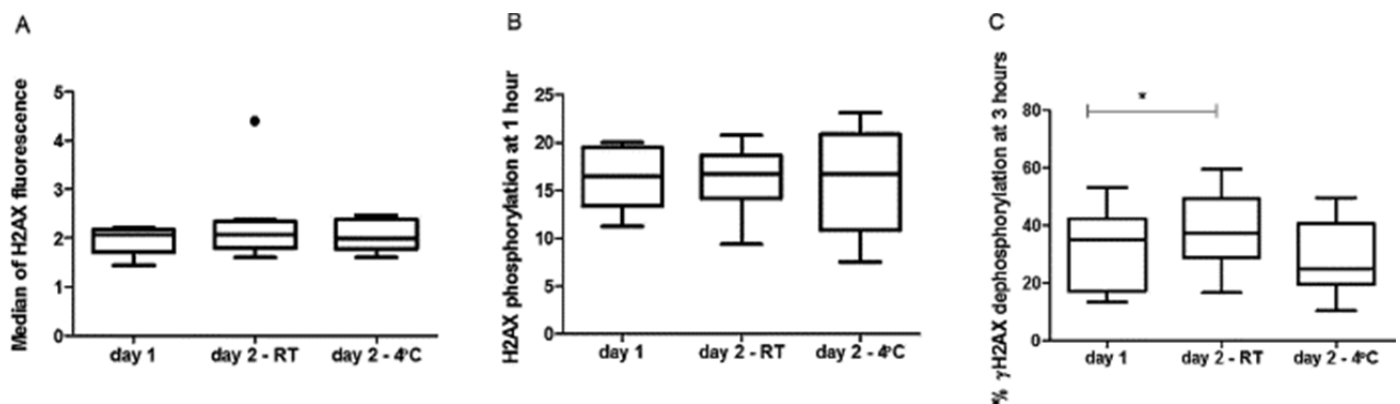 A
Median of H2AX fluorescence
5
4
3
2
1
0
day 1
day 2 - RT
day 2 - 4°C
B
H2AX phosphorylation at 1 hour
25
20
15
10
5
0
day 1
day 2 - RT
day 2 - 4°C
C
% γH2AX dephosphorylation at 3 hours
80
60
40
20
0
*
day 1
day 2 - RT
day 2 - 4°C